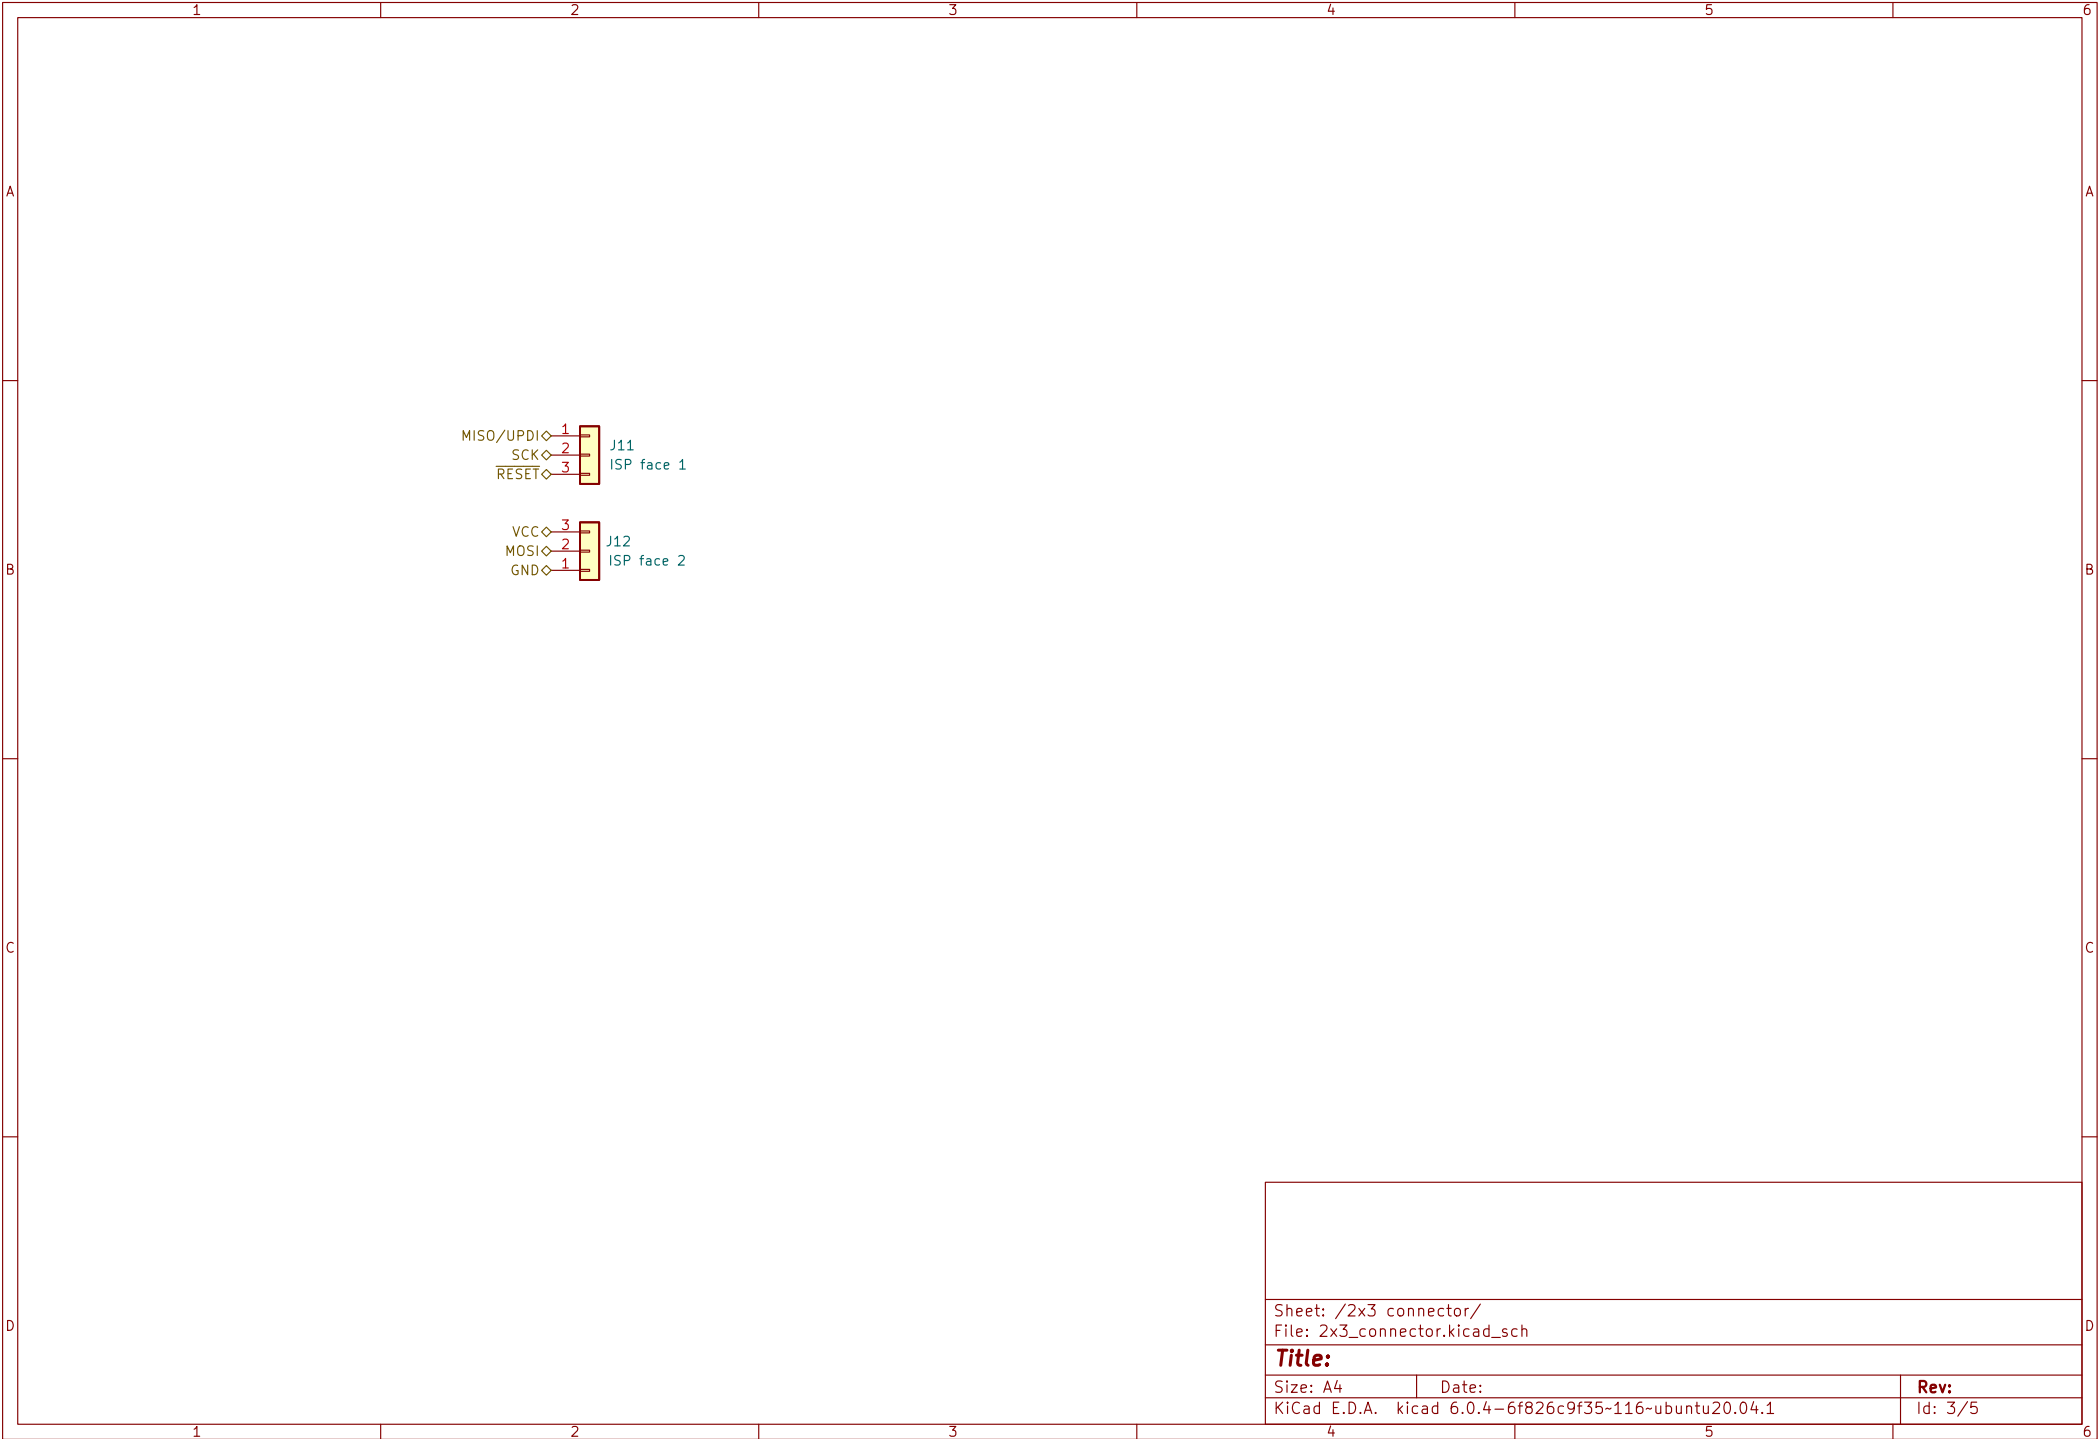 1 2 3 4 5 6
A A
MISO/UPDI 1
SCK 2
RESET 3
J11
ISP face 1
VCC 3
MOSI 2
GND 1
J12
ISP face 2
B B
C C
D D
Sheet: /2x3 connector/
File: 2x3_connector.kicad_sch
Title:
Size: A4 Date: Rev:
KiCad E.D.A. kicad 6.0.4-6f826c9f35~116~ubuntu20.04.1 Id: 3/5
1 2 3 4 5 6